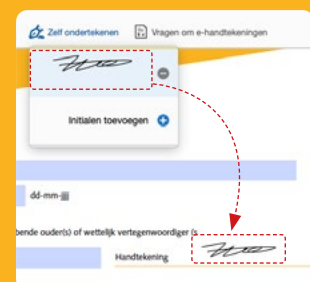 Zelf ondertekenen Vragen om e-handtekeningen
Initialen toevoegen
dd-mm-jjjj
bende ouder(s) of wettelijk vertegenwoordiger (s
Handtekening